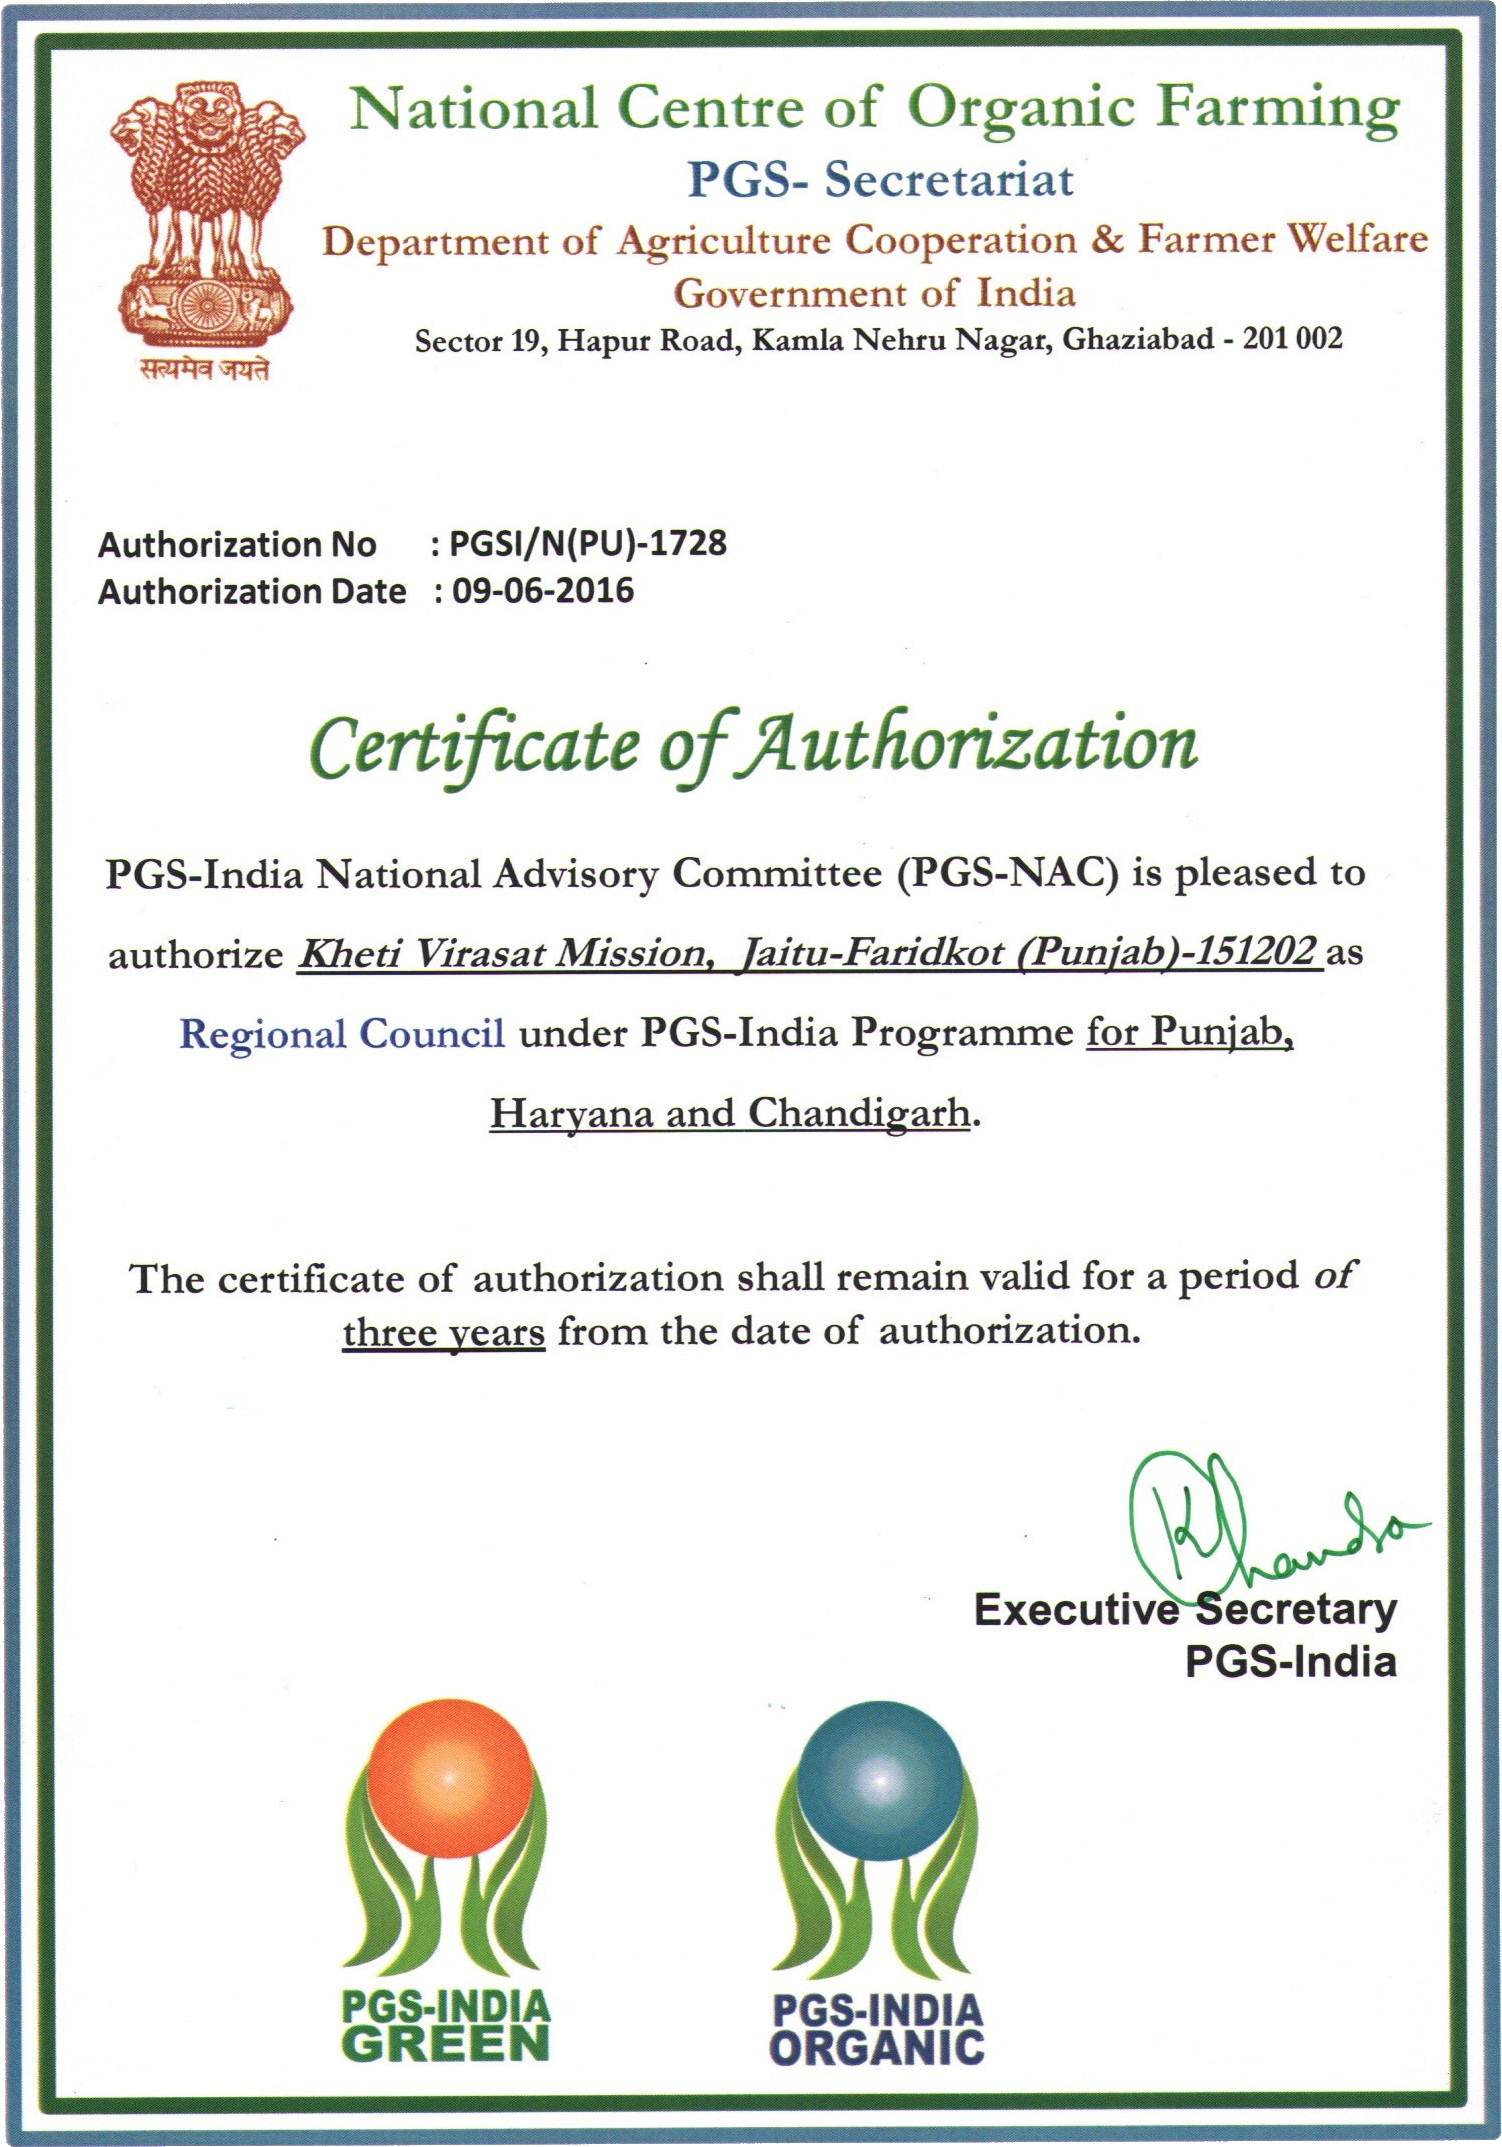 National Centre of Organic Farming
PGS- Secretariat
Department of Agriculture Cooperation & Farmer Welfare
Government of India
Sector 19, Hapur Road, Kamla Nehru Nagar, Ghaziabad - 201 002
सत्यमेव जयते
Authorization No : PGSI/N(PU)-1728
Authorization Date : 09-06-2016
Certificate of Authorization
PGS-India National Advisory Committee (PGS-NAC) is pleased to
authorize Kheti Virasat Mission, Jaitu-Faridkot (Punjab)-151202 as
Regional Council under PGS-India Programme for Punjab,
Haryana and Chandigarh.
The certificate of authorization shall remain valid for a period of
three years from the date of authorization.
KChandra
Executive Secretary
PGS-India
PGS-INDIA
GREEN
PGS-INDIA
ORGANIC